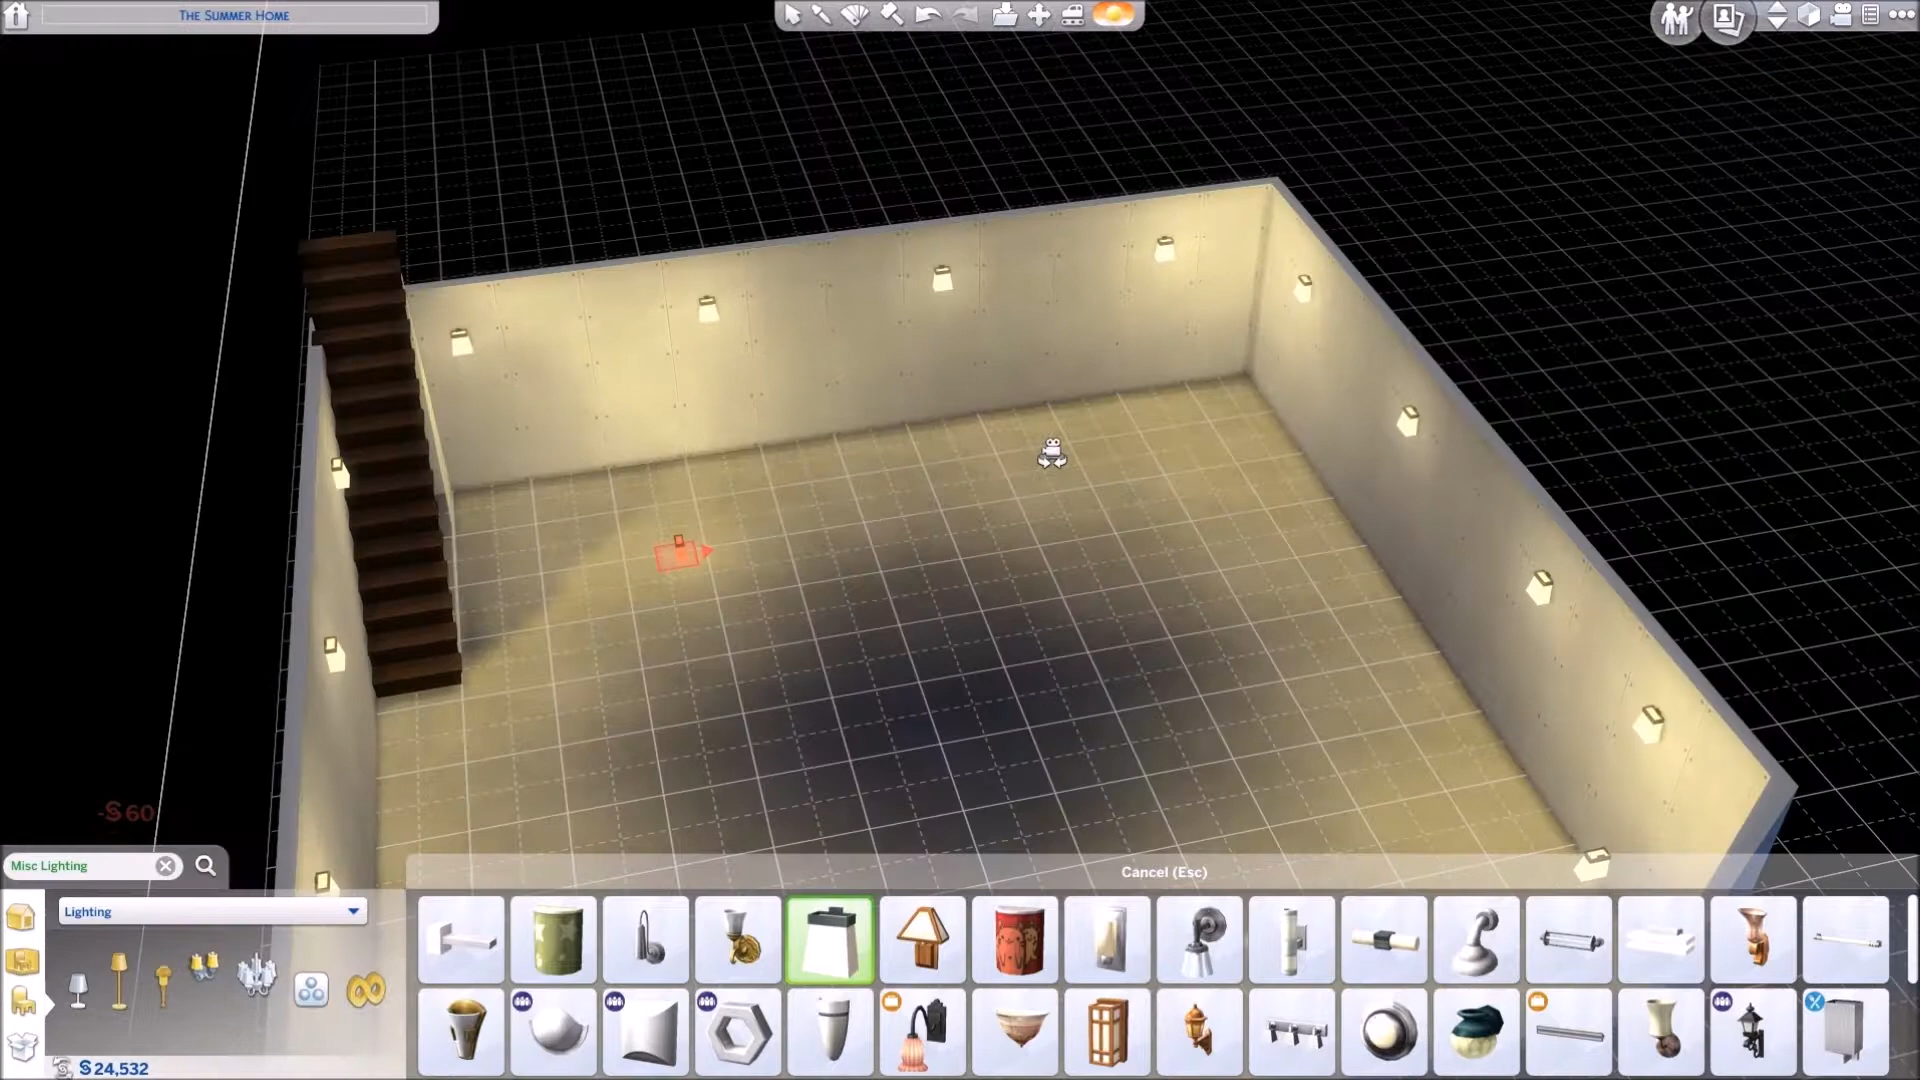 THE SUMMER HOME
-§60
Misc Lighting
Cancel (Esc)
Lighting
§24,532